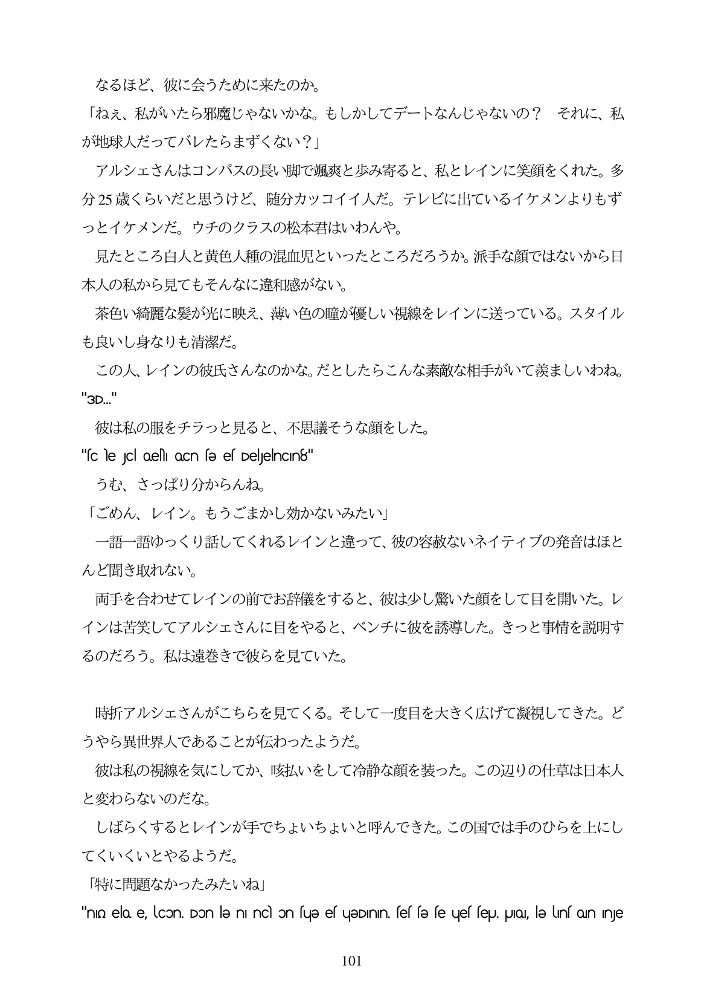 なるほど、彼に会うために来たのか。
「ねぇ、私がいたら邪魔じゃないかな。もしかしてデートなんじゃないの？　それに、私
が地球人だってバレたらまずくない？」
アルシェさんはコンパスの長い脚で颯爽と歩み寄ると、私とレインに笑顔をくれた。多
分 25 歳くらいだと思うけど、随分カッコイイ人だ。テレビに出ているイケメンよりもず
っとイケメンだ。ウチのクラスの松本君はいわんや。
見たところ白人と黄色人種の混血児といったところだろうか。派手な顔ではないから日
本人の私から見てもそんなに違和感がない。
茶色い綺麗な髪が光に映え、薄い色の瞳が優しい視線をレインに送っている。スタイル
も良いし身なりも清潔だ。
この人、レインの彼氏さんなのかな。だとしたらこんな素敵な相手がいて羨ましいわね。
彼は私の服をチラっと見ると、不思議そうな顔をした。
うむ、さっぱり分からんね。
「ごめん、レイン。もうごまかし効かないみたい」
一語一語ゆっくり話してくれるレインと違って、彼の容赦ないネイティブの発音はほと
んど聞き取れない。
両手を合わせてレインの前でお辞儀をすると、彼は少し驚いた顔をして目を開いた。レ
インは苦笑してアルシェさんに目をやると、ベンチに彼を誘導した。きっと事情を説明す
るのだろう。私は遠巻きで彼らを見ていた。
時折アルシェさんがこちらを見てくる。そして一度目を大きく広げて凝視してきた。ど
うやら異世界人であることが伝わったようだ。
彼は私の視線を気にしてか、咳払いをして冷静な顔を装った。この辺りの仕草は日本人
と変わらないのだな。
しばらくするとレインが手でちょいちょいと呼んできた。この国では手のひらを上にし
てくいくいとやるようだ。
「特に問題なかったみたいね」
101